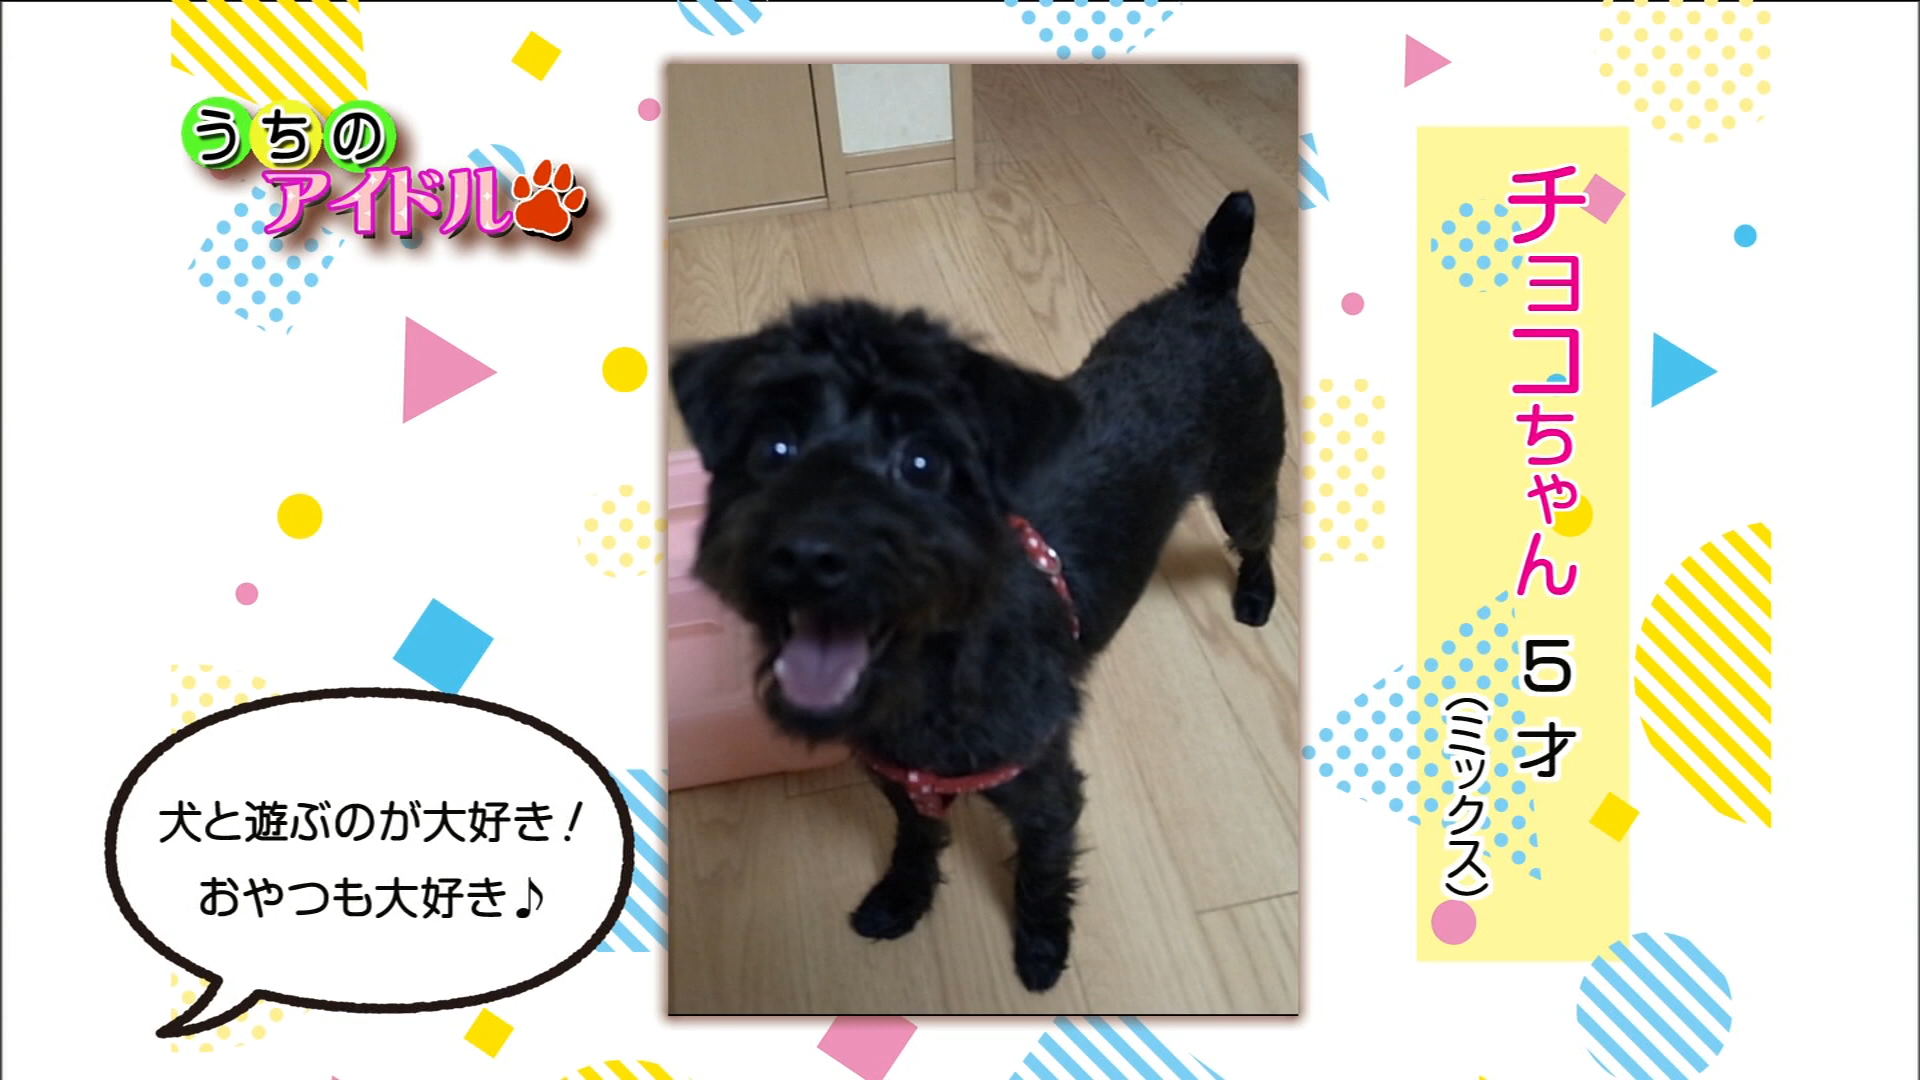 うちの
アイドル
チョコちゃん 5才
（ミックス）
犬と遊ぶのが大好き！
おやつも大好き♪